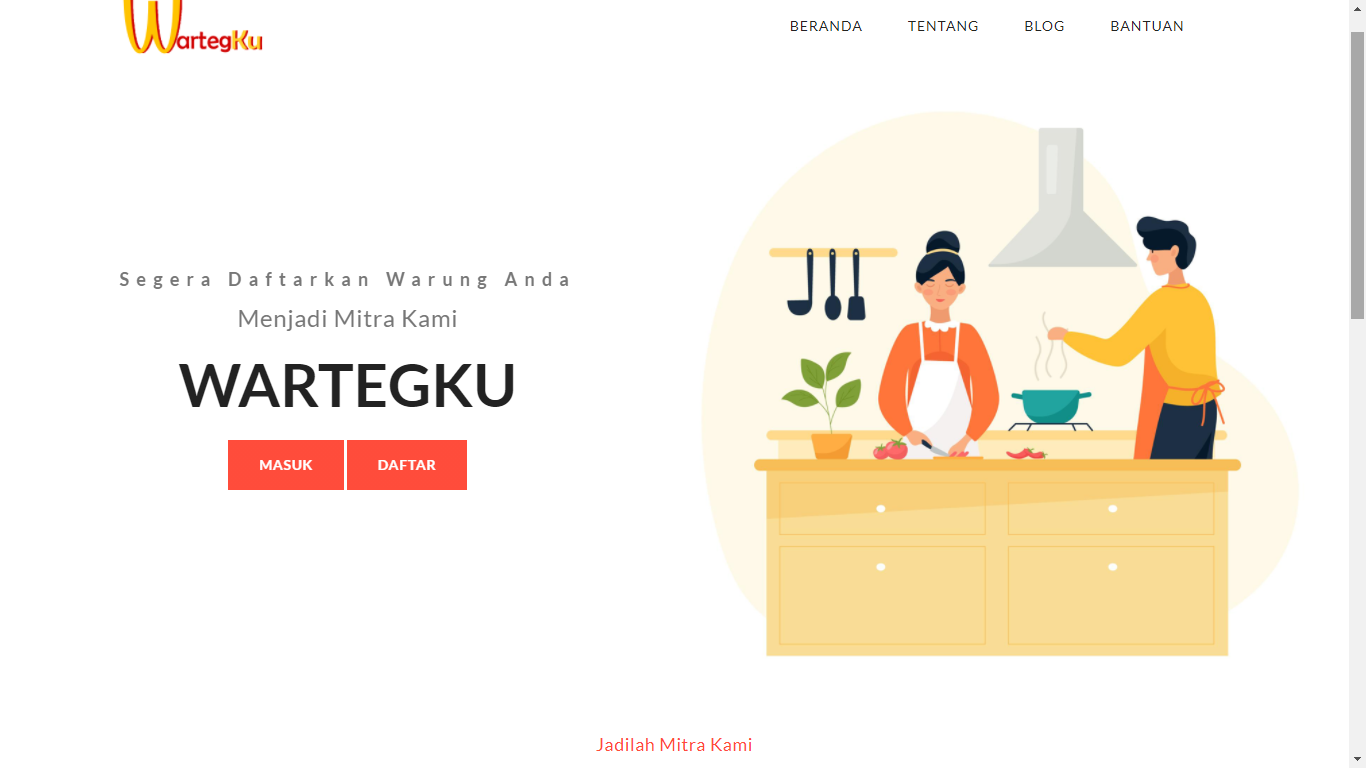 WartegKu
BERANDA TENTANG BLOG BANTUAN
Segera Daftarkan Warung Anda
Menjadi Mitra Kami
WARTEGKU
MASUK DAFTAR
Jadilah Mitra Kami